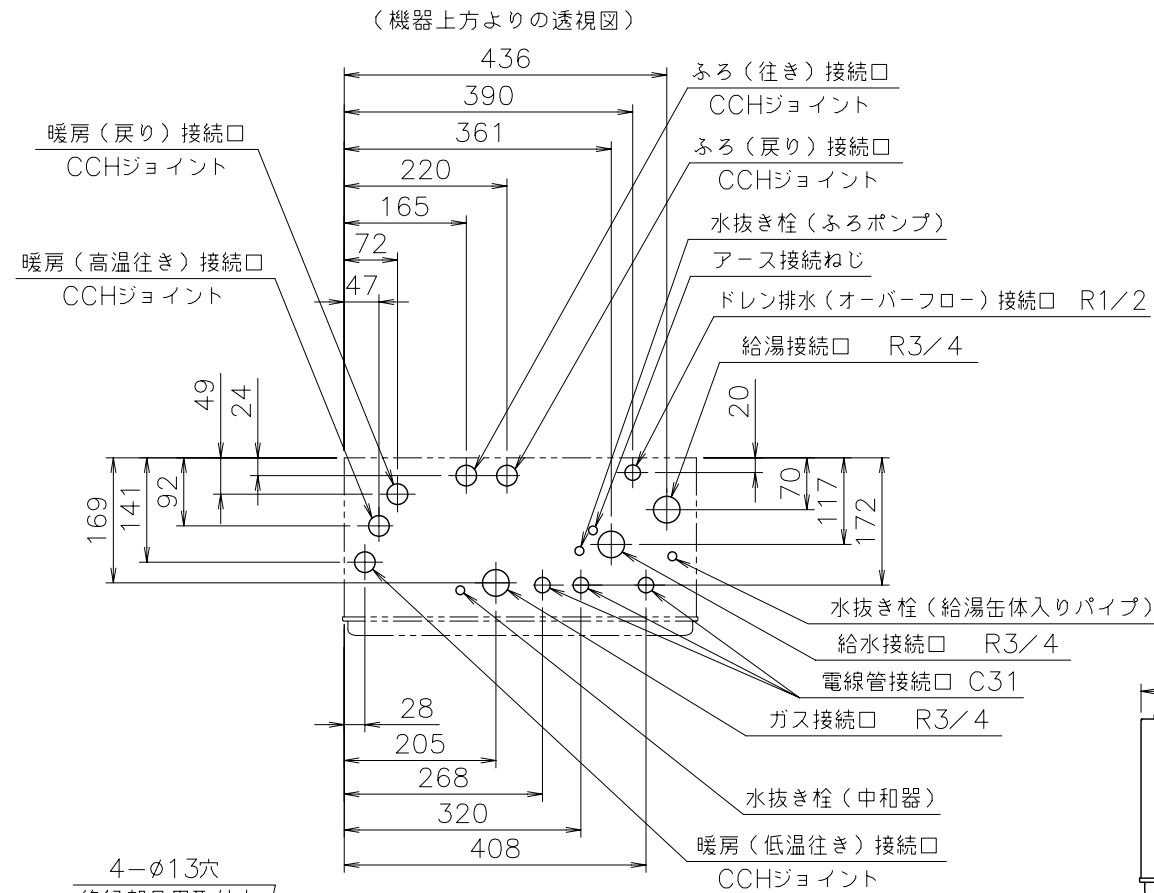 (機器上方よりの透視図)
436
ふろ(往き)接続口
CCHジョイント
390
暖房(戻り)接続口
CCHジョイント
361
ふろ(戻り)接続口
CCHジョイント
220
165
水抜き栓(ふろポンプ)
72
アース接続ねじ
暖房(高温往き)接続口
CCHジョイント
47
ドレン排水(オーバーフロー)接続口 R1/2
給湯接続口 R3/4
49
24
20
169
141
92
70
117
172
水抜き栓(給湯缶体入りパイプ)
給水接続口 R3/4
電線管接続口 C31
28
ガス接続口 R3/4
205
268
水抜き栓(中和器)
320
暖房(低温往き)接続口
CCHジョイント
408
4-φ13穴